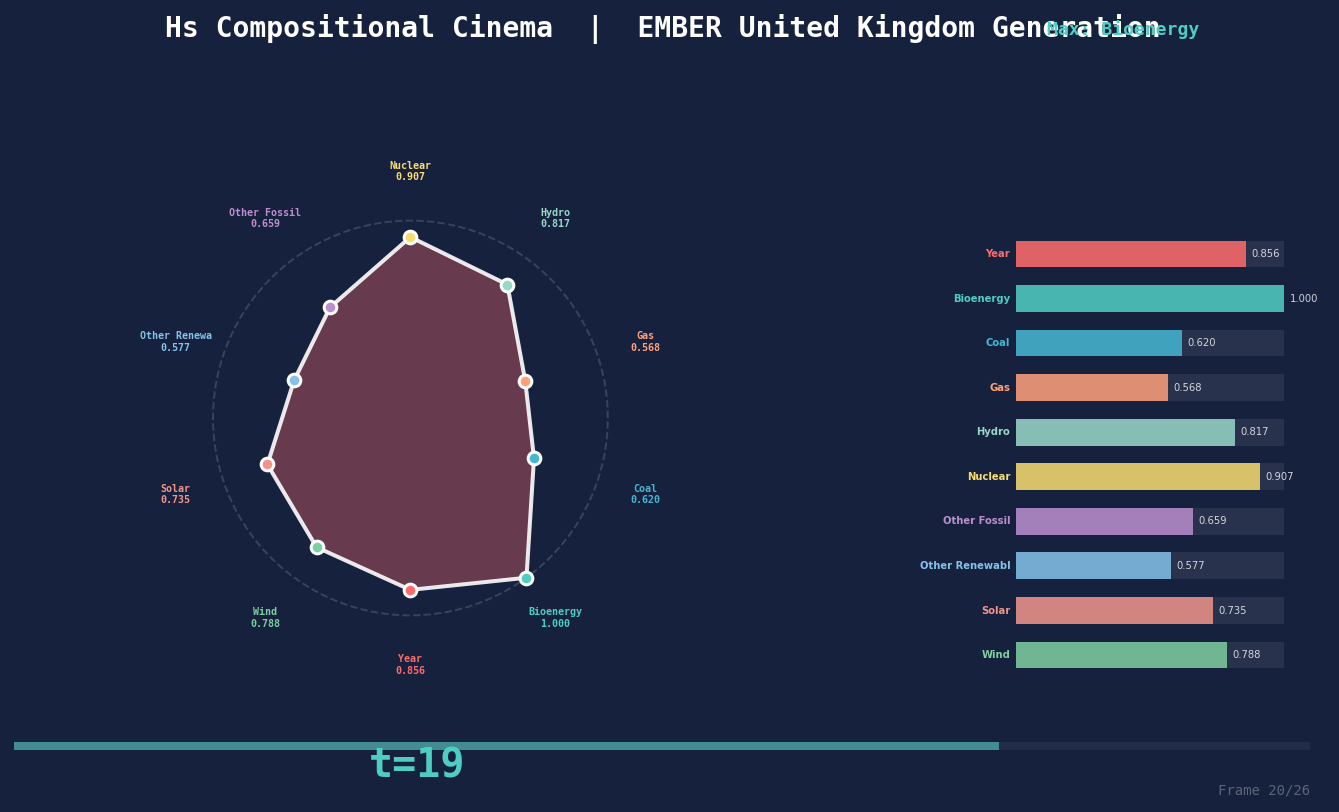 Hs Compositional Cinema | EMBER United Kingdom Generation
Max: Bioenergy
Nuclear
0.907
Other Fossil
0.659
Hydro
0.817
Other Renewa
0.577
Gas
0.568
Solar
0.735
Coal
0.620
Wind
0.788
Bioenergy
1.000
Year
0.856
Year 0.856
Bioenergy 1.000
Coal 0.620
Gas 0.568
Hydro 0.817
Nuclear 0.907
Other Fossil 0.659
Other Renewabl 0.577
Solar 0.735
Wind 0.788
t=19
Frame 20/26